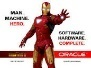 MAN.
MACHINE.
HERO.
SOFTWARE.
HARDWARE.
COMPLETE.
ORACLE